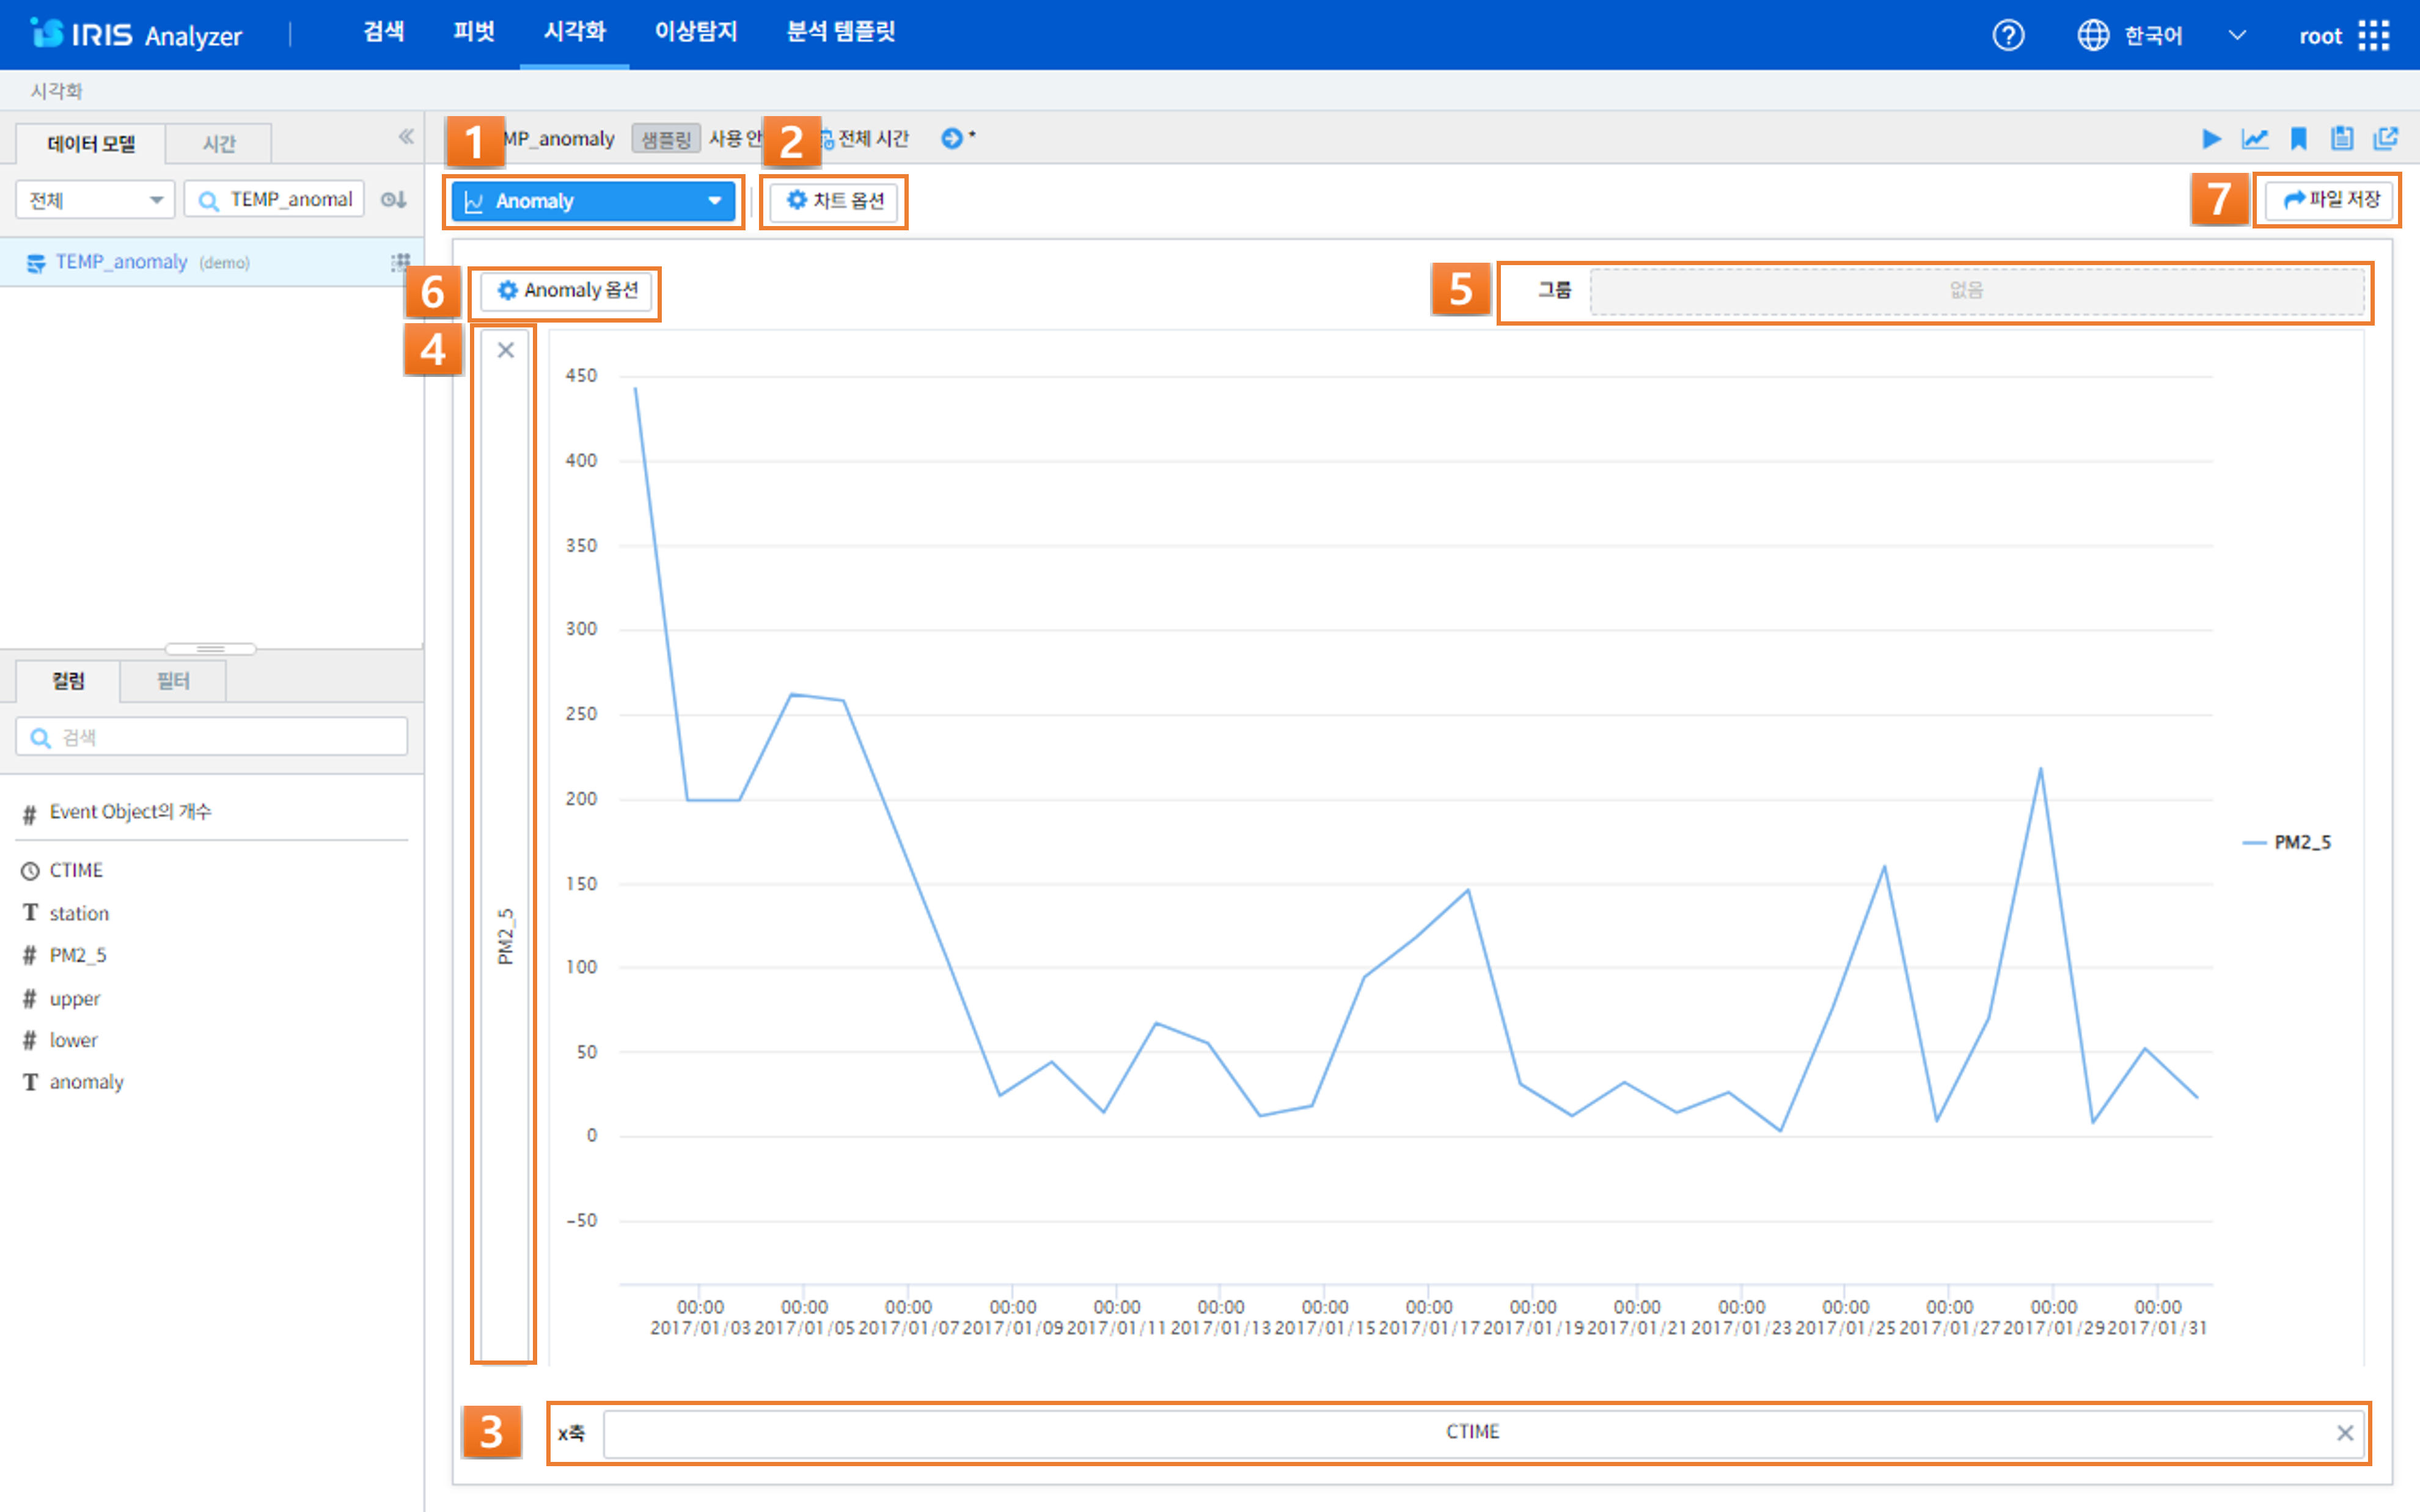 IRIS Analyzer
검색 피벗 시각화 이상탐지 분석 템플릿
한국어 root
시각화
데이터 모델 시간
1 MP_anomaly 샘플링 사용 안 2 전체 시간 *
전체 TEMP_anomal
Anomaly 차트 옵션 7 파일 저장
TEMP_anomaly (demo)
6 Anomaly 옵션 5 그룹 없음
4
450
400
350
300
250
200
150
100
50
0
-50
PM2_5
PM2_5
00:00 00:00 00:00 00:00 00:00 00:00 00:00 00:00 00:00 00:00 00:00 00:00 00:00 00:00 00:00
2017/01/03 2017/01/05 2017/01/07 2017/01/09 2017/01/11 2017/01/13 2017/01/15 2017/01/17 2017/01/19 2017/01/21 2017/01/23 2017/01/25 2017/01/27 2017/01/29 2017/01/31
3 x축 CTIME
컬럼 필터
검색
# Event Object의 개수
CTIME
T station
# PM2_5
# upper
# lower
T anomaly